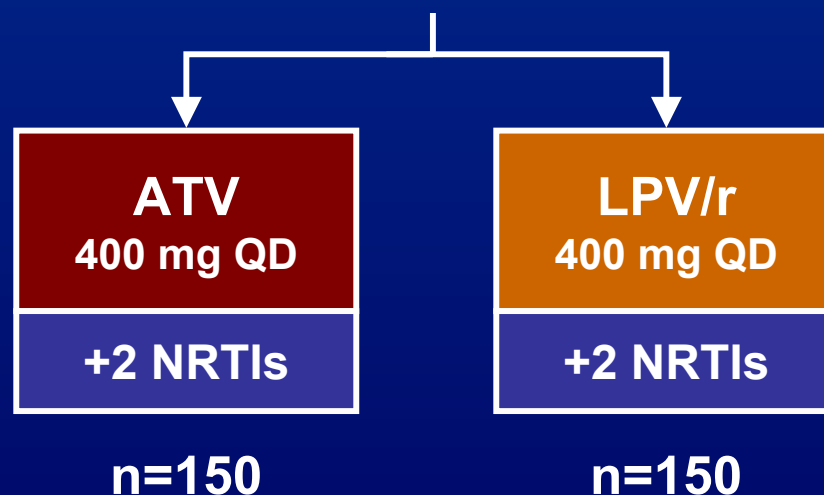 ATV
400 mg QD
+2 NRTIs
n=150
LPV/r
400 mg QD
+2 NRTIs
n=150